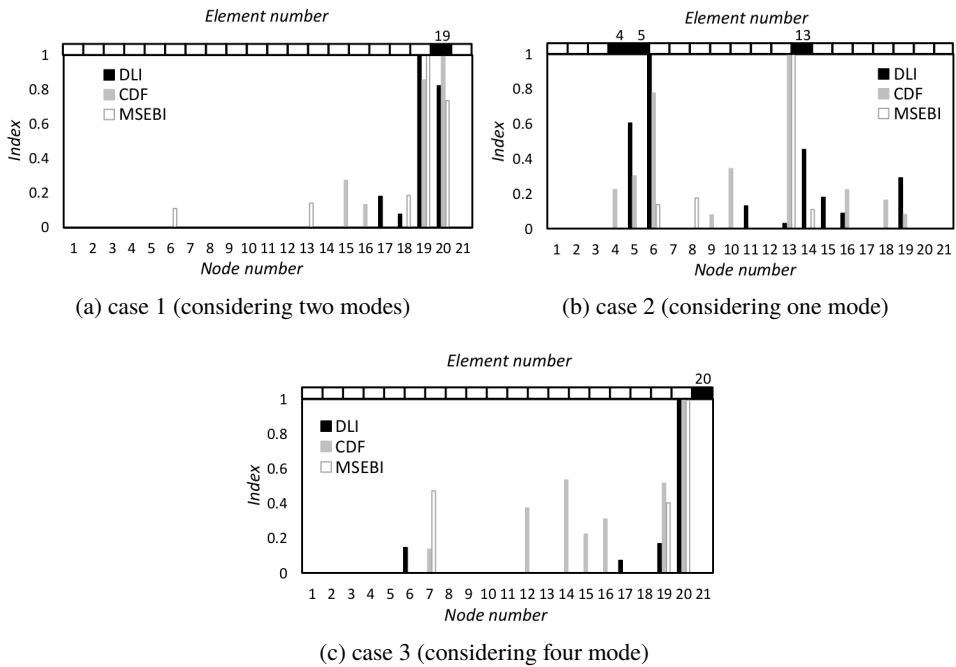 Element number
19
1
0.8
0.6
0.4
0.2
0
Index
DLI
CDF
MSEBI
1 2 3 4 5 6 7 8 9 10 11 12 13 14 15 16 17 18 19 20 21
Node number
(a) case 1 (considering two modes)
Element number
4 5 13
1
0.8
0.6
0.4
0.2
0
Index
DLI
CDF
MSEBI
1 2 3 4 5 6 7 8 9 10 11 12 13 14 15 16 17 18 19 20 21
Node number
(b) case 2 (considering one mode)
Element number
20
1
0.8
0.6
0.4
0.2
0
Index
DLI
CDF
MSEBI
1 2 3 4 5 6 7 8 9 10 11 12 13 14 15 16 17 18 19 20 21
Node number
(c) case 3 (considering four mode)